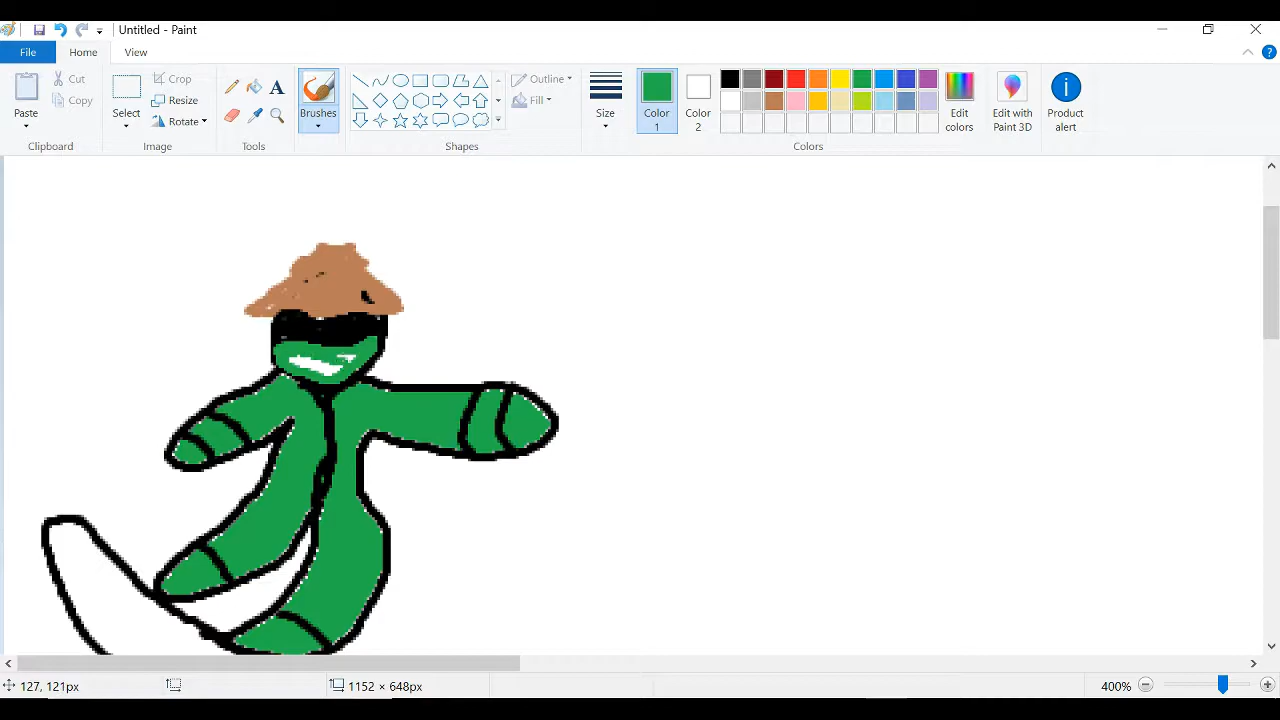 Untitled - Paint
File
Home
View
Paste
Cut
Copy
Clipboard
Select
Crop
Resize
Rotate
Image
A
Tools
Brushes
Outline
Fill
Shapes
Size
Color 1
Color 2
Edit colors
Edit with Paint 3D
Product alert
Colors
127, 121px
1152 × 648px
400%